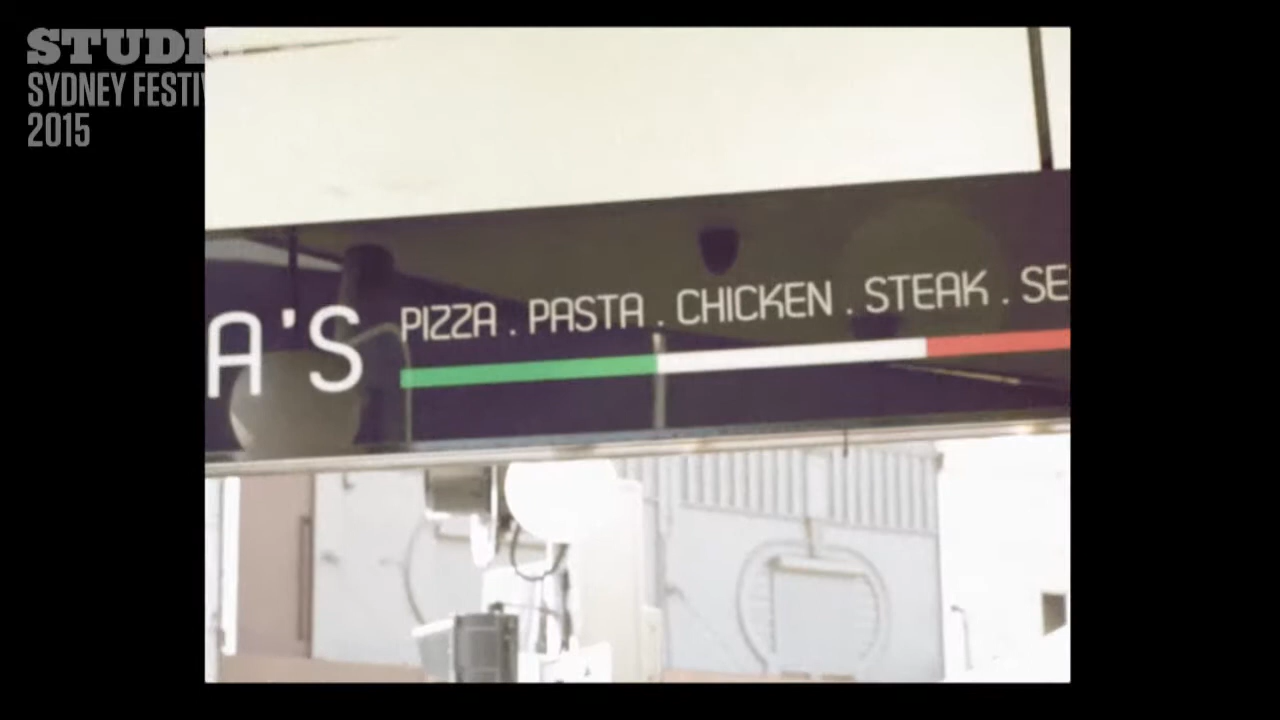 STUDI
SYDNEY FESTIV
2015
A'S
PIZZA . PASTA . CHICKEN . STEAK . SE